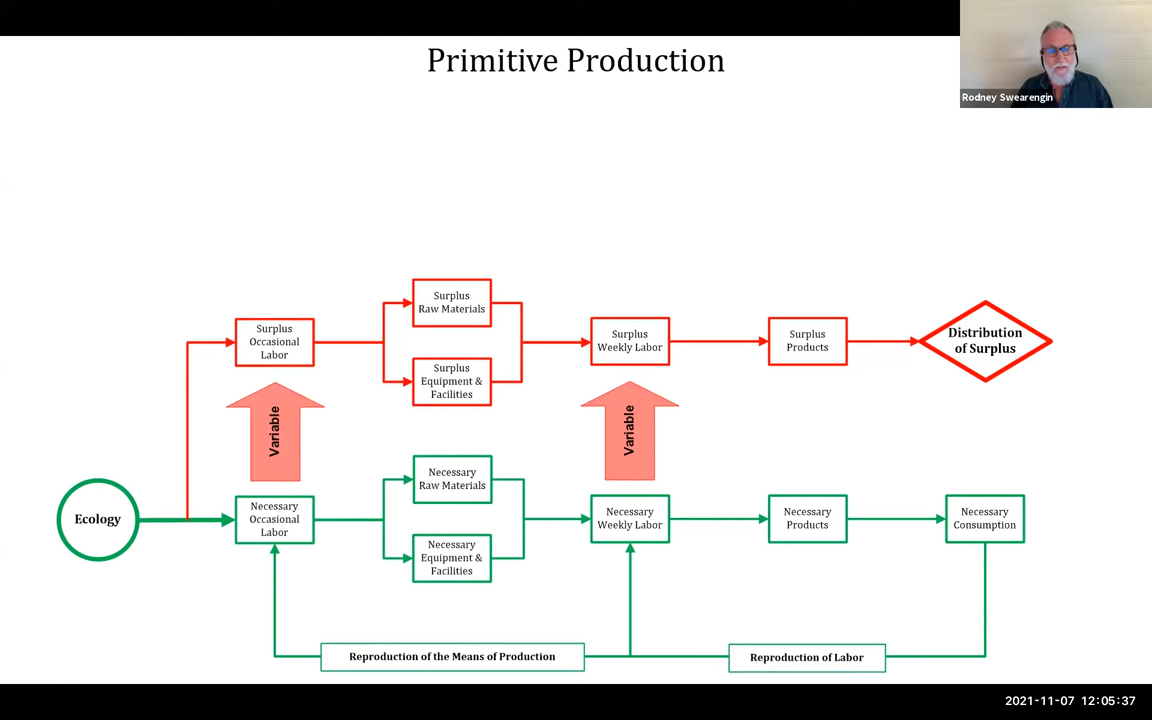 Primitive Production
Rodney Swearengin
Surplus
Raw Materials
Surplus
Occasional
Labor
Surplus
Equipment &
Facilities
Surplus
Weekly Labor
Surplus
Products
Distribution
of Surplus
Variable
Variable
Ecology
Necessary
Occasional
Labor
Necessary
Raw Materials
Necessary
Equipment &
Facilities
Necessary
Weekly Labor
Necessary
Products
Necessary
Consumption
Reproduction of the Means of Production
Reproduction of Labor
2021-11-07 12:05:37